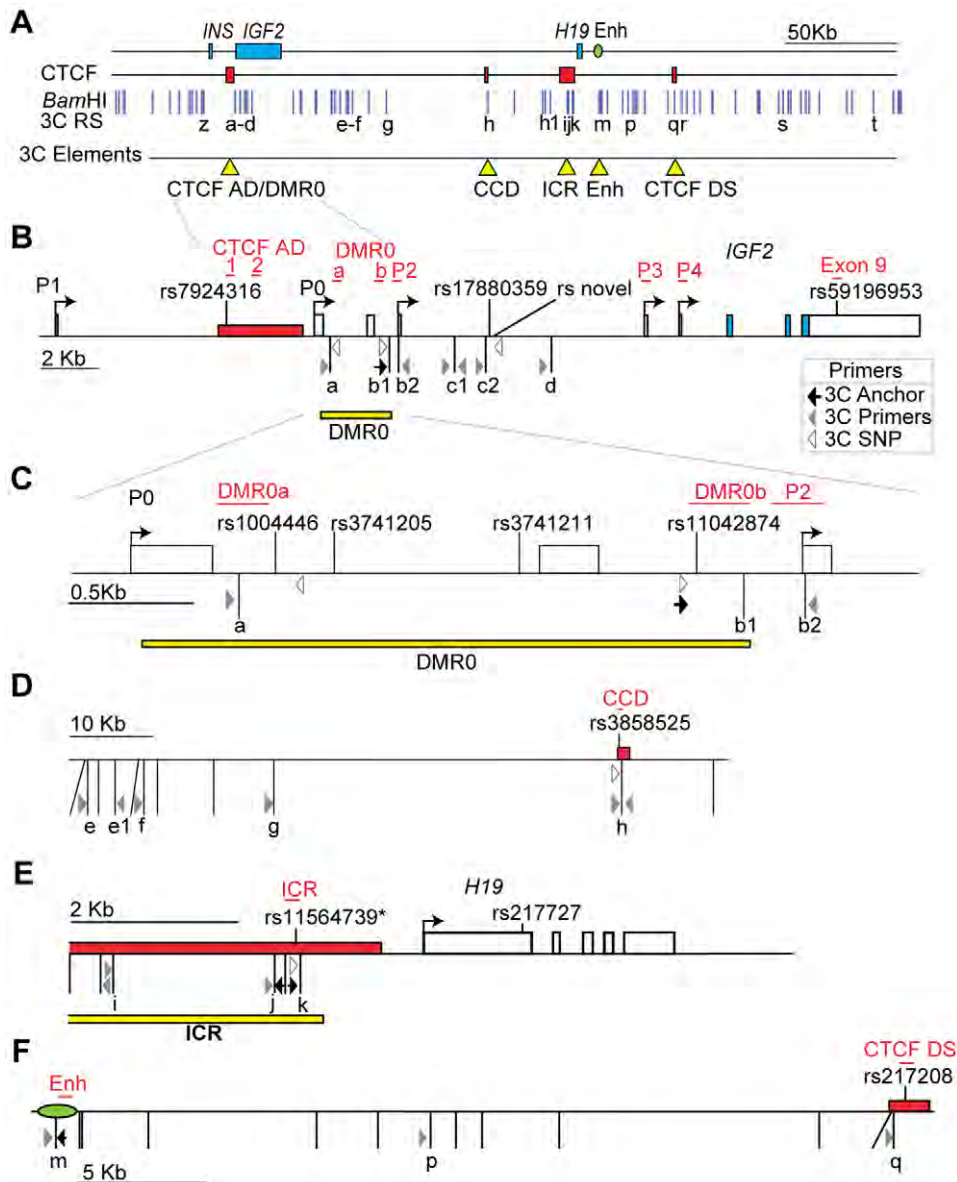 A
INS IGF2 H19 Enh 50Kb
CTCF
BamHI
3C RS z a-d e-f g h h1 ijk m p qr s t
3C Elements
CTCF AD/DMR0 CCD ICR Enh CTCF DS
B
CTCF AD DMR0 IGF2
1 2 a b P2 P3 P4 Exon 9
P1 rs7924316 P0 rs17880359 rs novel rs59196953
2 Kb
a b1 b2 c1 c2 d
DMR0
Primers
3C Anchor
3C Primers
3C SNP
C
P0 DMR0a DMR0b P2
rs1004446 rs3741205 rs3741211 rs11042874
0.5Kb
a b1 b2
DMR0
D
CCD
10 Kb rs3858525
e e1 f g h
E
ICR H19
2 Kb rs11564739* rs217727
i j k
ICR
F
CTCF DS
Enh rs217208
m p q
5 Kb